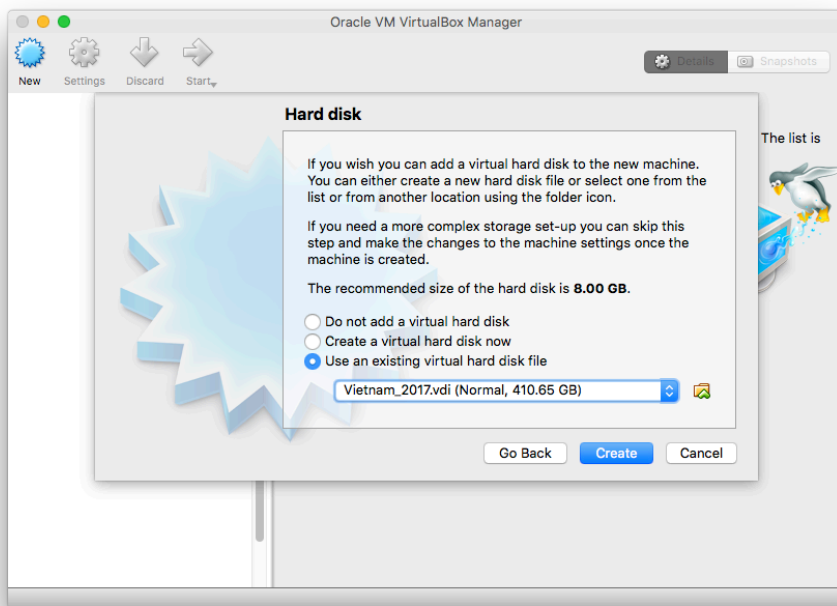 Oracle VM VirtualBox Manager
New
Settings
Discard
Start
Details
Snapshots
Hard disk
The list is
If you wish you can add a virtual hard disk to the new machine.
You can either create a new hard disk file or select one from the
list or from another location using the folder icon.
If you need a more complex storage set-up you can skip this
step and make the changes to the machine settings once the
machine is created.
The recommended size of the hard disk is 8.00 GB.
Do not add a virtual hard disk
Create a virtual hard disk now
Use an existing virtual hard disk file
Vietnam_2017.vdi (Normal, 410.65 GB)
Go Back
Create
Cancel